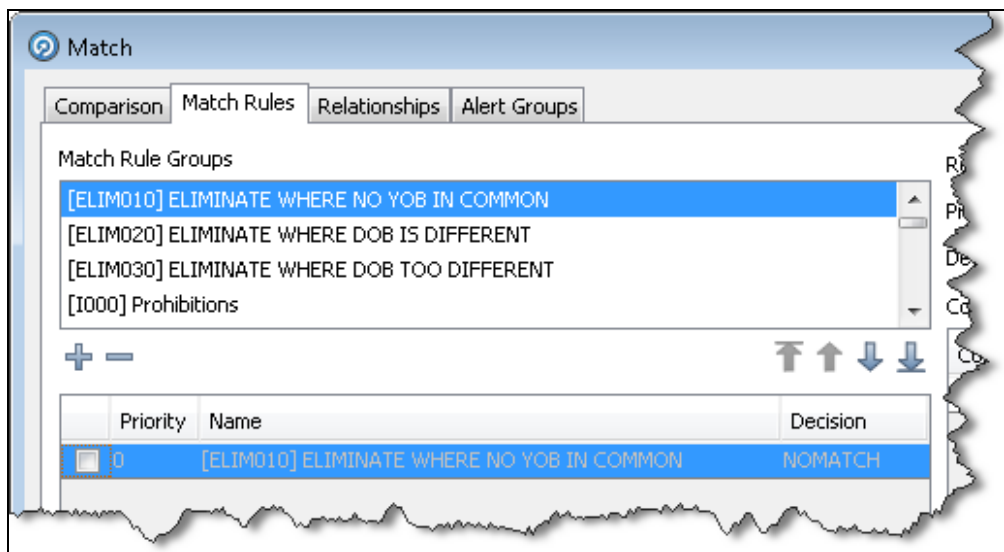 Match
Comparison Match Rules Relationships Alert Groups
Match Rule Groups
[ELIM010] ELIMINATE WHERE NO YOB IN COMMON
[ELIM020] ELIMINATE WHERE DOB IS DIFFERENT
[ELIM030] ELIMINATE WHERE DOB TOO DIFFERENT
[I000] Prohibitions
Priority Name Decision
0 [ELIM010] ELIMINATE WHERE NO YOB IN COMMON NOMATCH